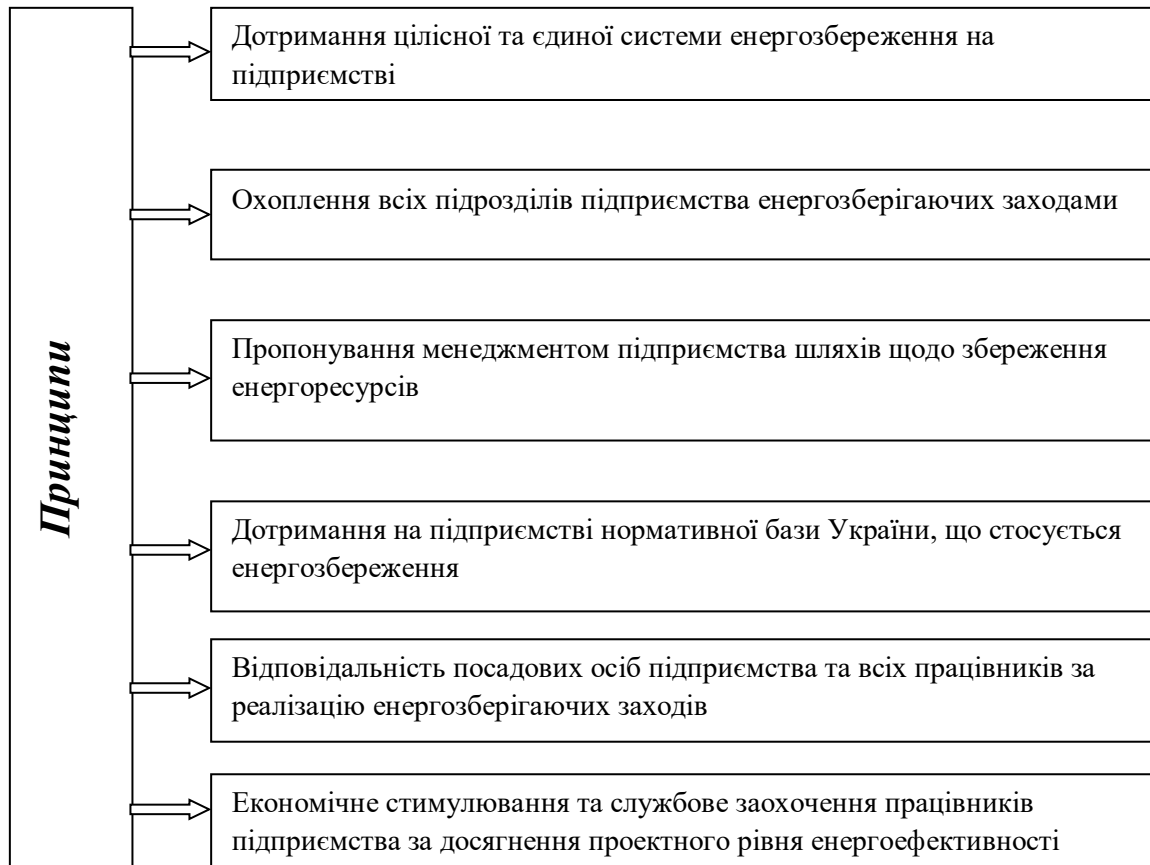 Принципи
Дотримання цілісної та єдиної системи енергозбереження на
підприємстві
Охоплення всіх підрозділів підприємства енергозберігаючих заходами
Пропонування менеджментом підприємства шляхів щодо збереження
енергоресурсів
Дотримання на підприємстві нормативної бази України, що стосується
енергозбереження
Відповідальність посадових осіб підприємства та всіх працівників за
реалізацію енергозберігаючих заходів
Економічне стимулювання та службове заохочення працівників
підприємства за досягнення проектного рівня енергоефективності